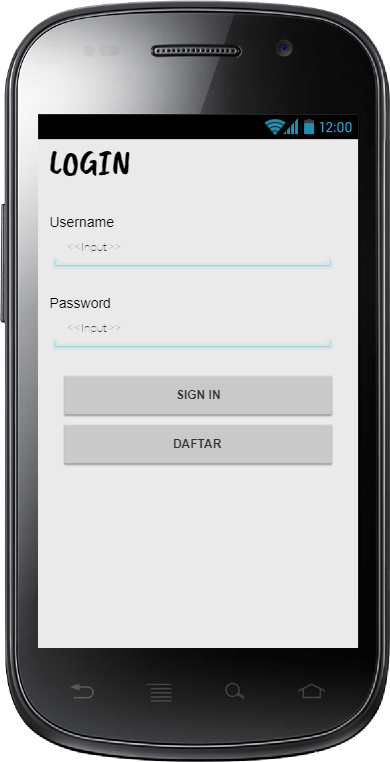 12:00
LOGIN
Username
<<Input>>
Password
<<Input>>
SIGN IN
DAFTAR